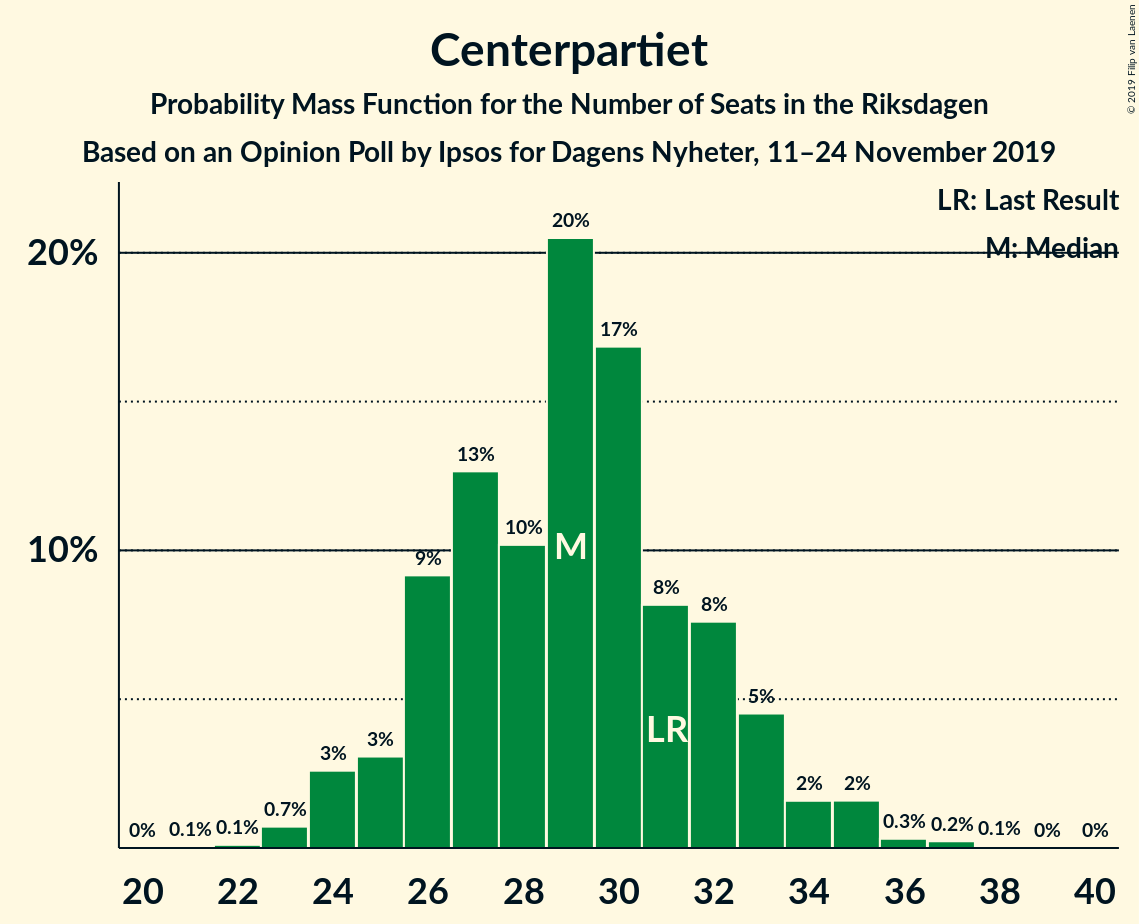 Centerpartiet
Probability Mass Function for the Number of Seats in the Riksdagen
Based on an Opinion Poll by Ipsos for Dagens Nyheter, 11–24 November 2019
© 2019 Filip van Laenen
LR: Last Result
M: Median
20%
10%
0%
0.1%
0.1%
0.7%
3%
3%
9%
13%
10%
20%
17%
8%
8%
5%
2%
2%
0.3%
0.2%
0.1%
0%
0%
M
LR
20 22 24 26 28 30 32 34 36 38 40